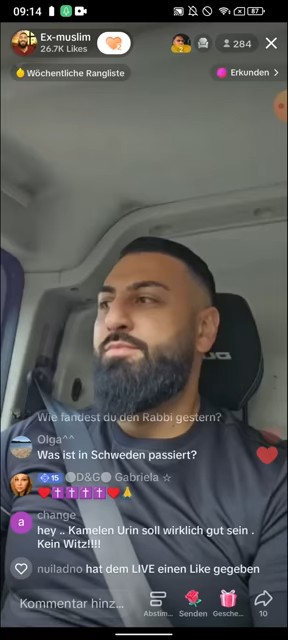 09:14
87
Ex-muslim
26.7K Likes
284
Wöchentliche Rangliste
Erkunden >
Wie fandest du den Rabbi gestern?
Olga^^
Was ist in Schweden passiert?
15 D&G Gabriela ☆
❤️✝️✝️✝️✝️❤️🙏
a
change
hey .. Kamelen Urin soll wirklich gut sein .
Kein Witz!!!!
nuiladno hat dem LIVE einen Like gegeben
Kommentar hinz...
Abstim...
Senden
Gesche...
10